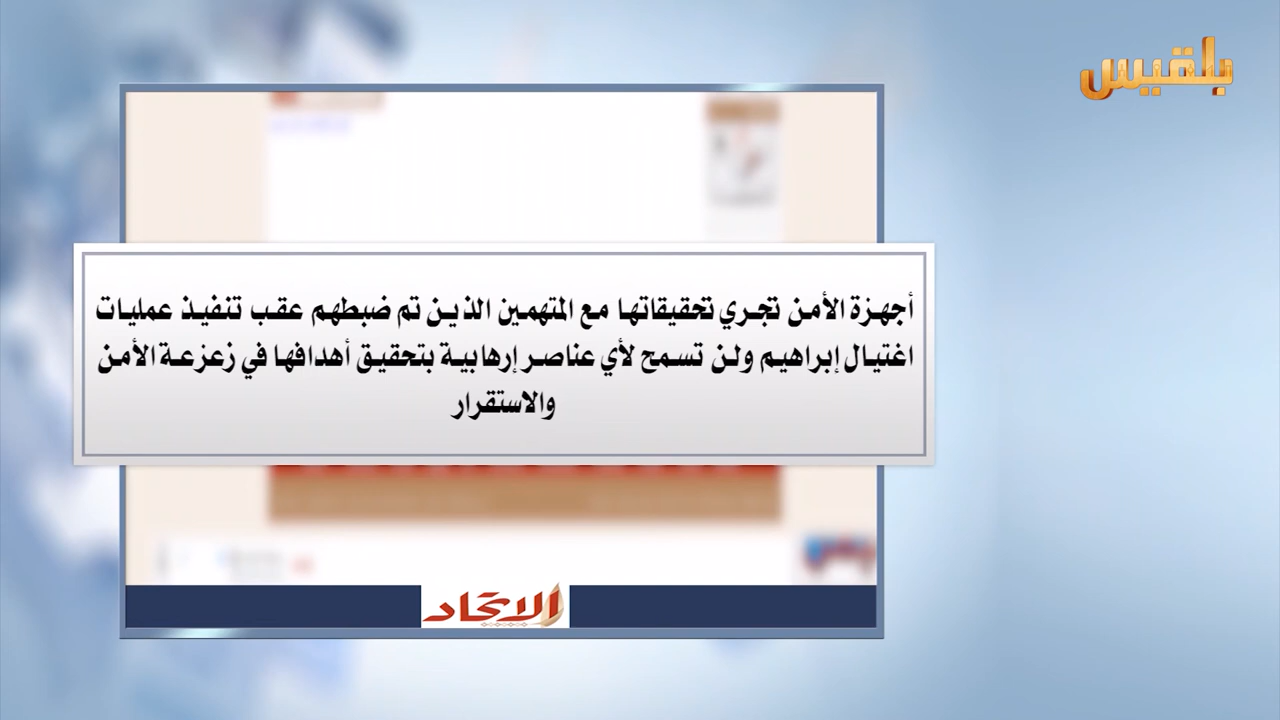 بلقيس
أجهزة الأمن تجري تحقيقاتها مع المتهمين الذين تم ضبطهم عقب تنفيذ عمليات
اغتيال إبراهيم ولن تسمح لأي عناصر إرهابية بتحقيق أهدافها في زعزعة الأمن
والاستقرار
الاتحاد